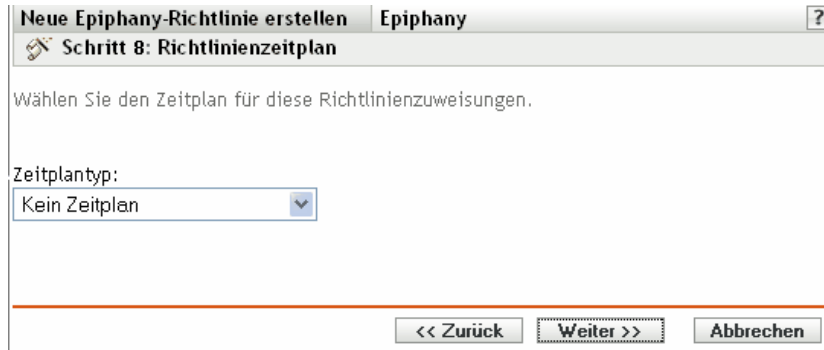 Neue Epiphany-Richtlinie erstellen Epiphany ?
Schritt 8: Richtlinienzeitplan
Wählen Sie den Zeitplan für diese Richtlinienzuweisungen.
Zeitplantyp:
Kein Zeitplan
<< Zurück Weiter >> Abbrechen